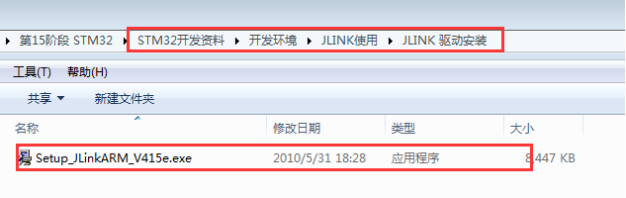 第15阶段 STM32 ▸ STM32开发资料 ▸ 开发环境 ▸ JLINK使用 ▸ JLINK 驱动安装
工具(T) 帮助(H)
共享 新建文件夹
名称 修改日期 类型 大小
Setup_JLinkARM_V415e.exe 2010/5/31 18:28 应用程序 8,447 KB